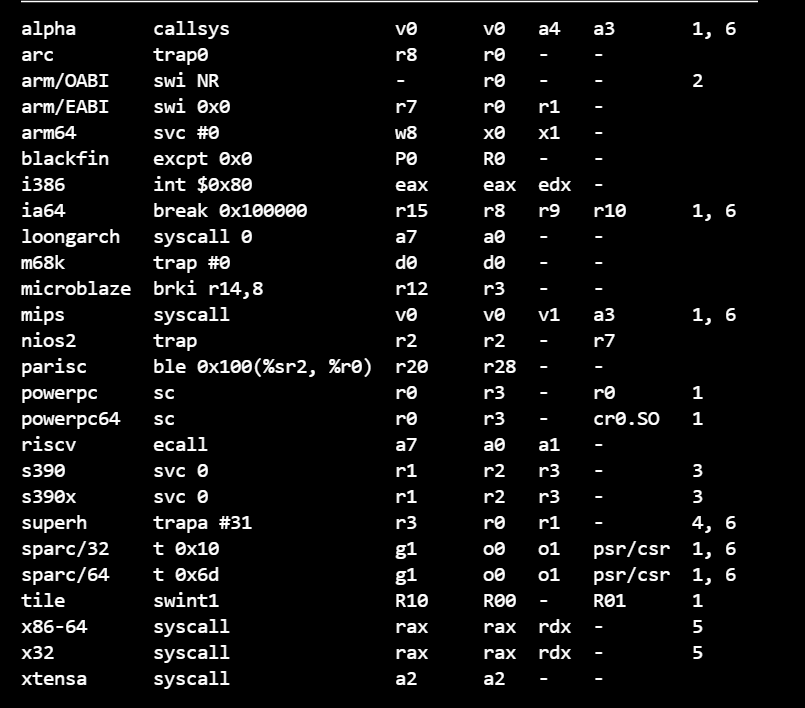 alpha callsys v0 v0 a4 a3 1, 6
arc trap0 r8 r0 - -
arm/OABI swi NR - r0 - - 2
arm/EABI swi 0x0 r7 r0 r1 -
arm64 svc #0 w8 x0 x1 -
blackfin excpt 0x0 P0 R0 - -
i386 int $0x80 eax eax edx -
ia64 break 0x100000 r15 r8 r9 r10 1, 6
loongarch syscall 0 a7 a0 - -
m68k trap #0 d0 d0 - -
microblaze brki r14,8 r12 r3 - -
mips syscall v0 v0 v1 a3 1, 6
nios2 trap r2 r2 - r7
parisc ble 0x100(%sr2, %r0) r20 r28 - -
powerpc sc r0 r3 - r0 1
powerpc64 sc r0 r3 - cr0.SO 1
riscv ecall a7 a0 a1 -
s390 svc 0 r1 r2 r3 - 3
s390x svc 0 r1 r2 r3 - 3
superh trapa #31 r3 r0 r1 - 4, 6
sparc/32 t 0x10 g1 o0 o1 psr/csr 1, 6
sparc/64 t 0x6d g1 o0 o1 psr/csr 1, 6
tile swint1 R10 R00 - R01 1
x86-64 syscall rax rax rdx - 5
x32 syscall rax rax rdx - 5
xtensa syscall a2 a2 - -